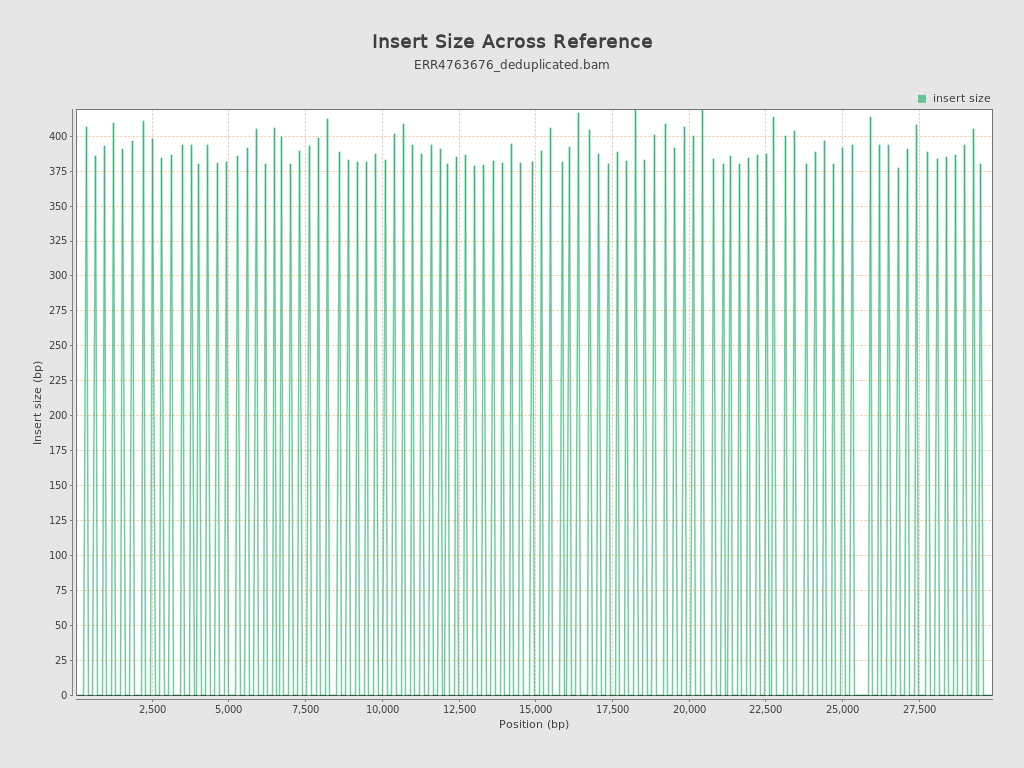 Insert Size Across Reference
ERR4763676_deduplicated.bam
insert size
Insert size (bp)
400
375
350
325
300
275
250
225
200
175
150
125
100
75
50
25
0
2,500 5,000 7,500 10,000 12,500 15,000 17,500 20,000 22,500 25,000 27,500
Position (bp)